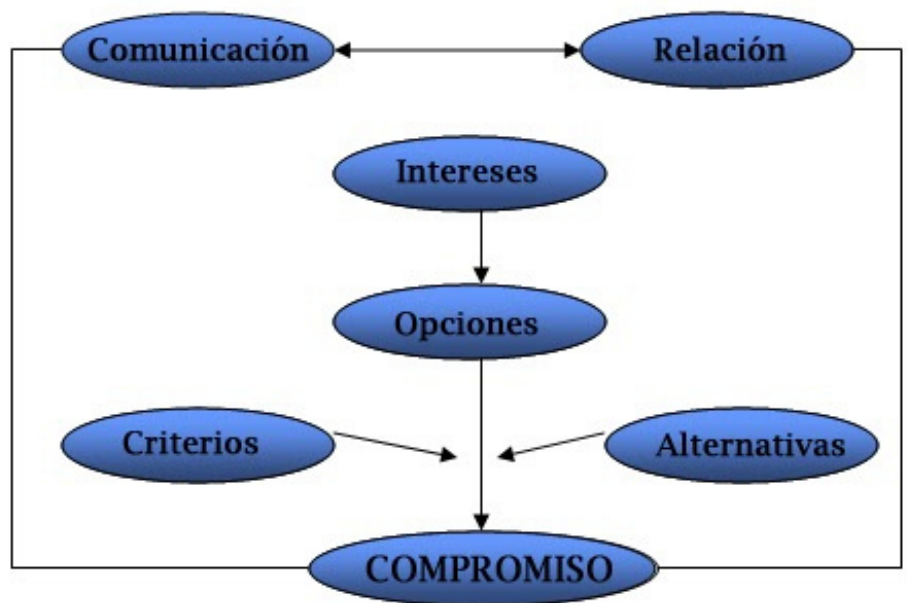 Comunicación
Relación
Intereses
Opciones
Criterios
Alternativas
COMPROMISO